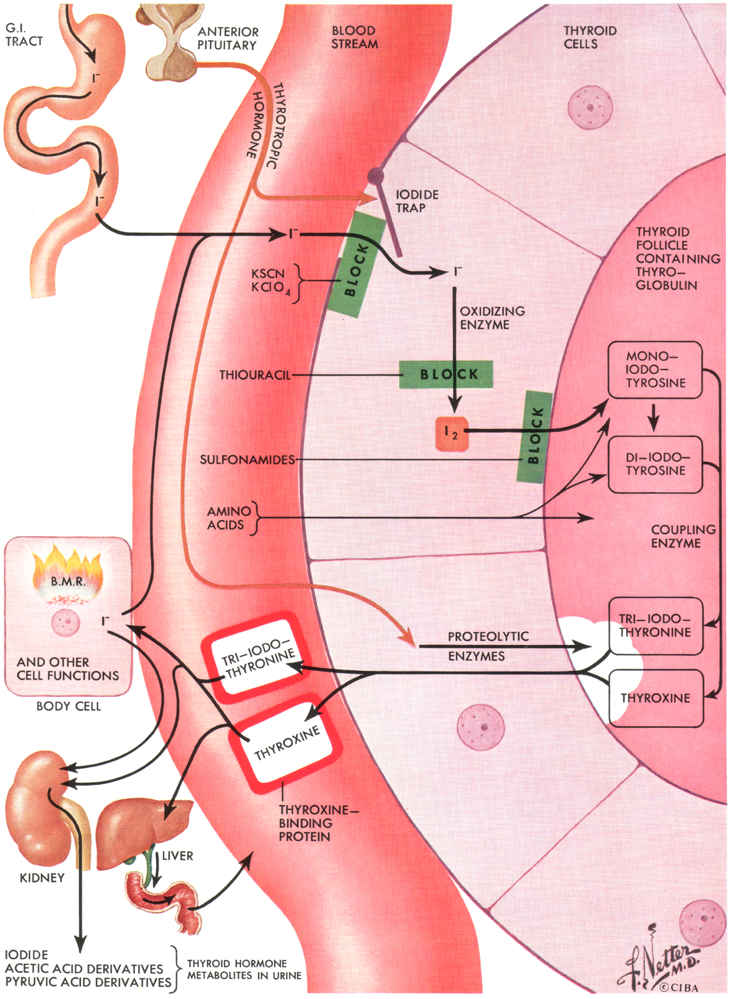 G.I.
TRACT
I⁻
I⁻
ANTERIOR
PITUITARY
BLOOD
STREAM
THYROID
CELLS
THYROTROPIC
HORMONE
IODIDE
TRAP
I⁻
I⁻
KSCN
KClO₄
BLOCK
OXIDIZING
ENZYME
THYROID
FOLLICLE
CONTAINING
THYRO—
GLOBULIN
THIOURACIL
BLOCK
I₂
BLOCK
SULFONAMIDES
AMINO
ACIDS
MONO—
IODO—
TYROSINE
DI—IODO—
TYROSINE
COUPLING
ENZYME
TRI—IODO—
THYRONINE
THYROXINE
PROTEOLYTIC
ENZYMES
B.M.R.
I⁻
AND OTHER
CELL FUNCTIONS
BODY CELL
TRI—IODO—
THYRONINE
THYROXINE
THYROXINE—
BINDING
PROTEIN
KIDNEY
LIVER
IODIDE
ACETIC ACID DERIVATIVES
PYRUVIC ACID DERIVATIVES
THYROID HORMONE
METABOLITES IN URINE
F. Netter
M.D.
© CIBA